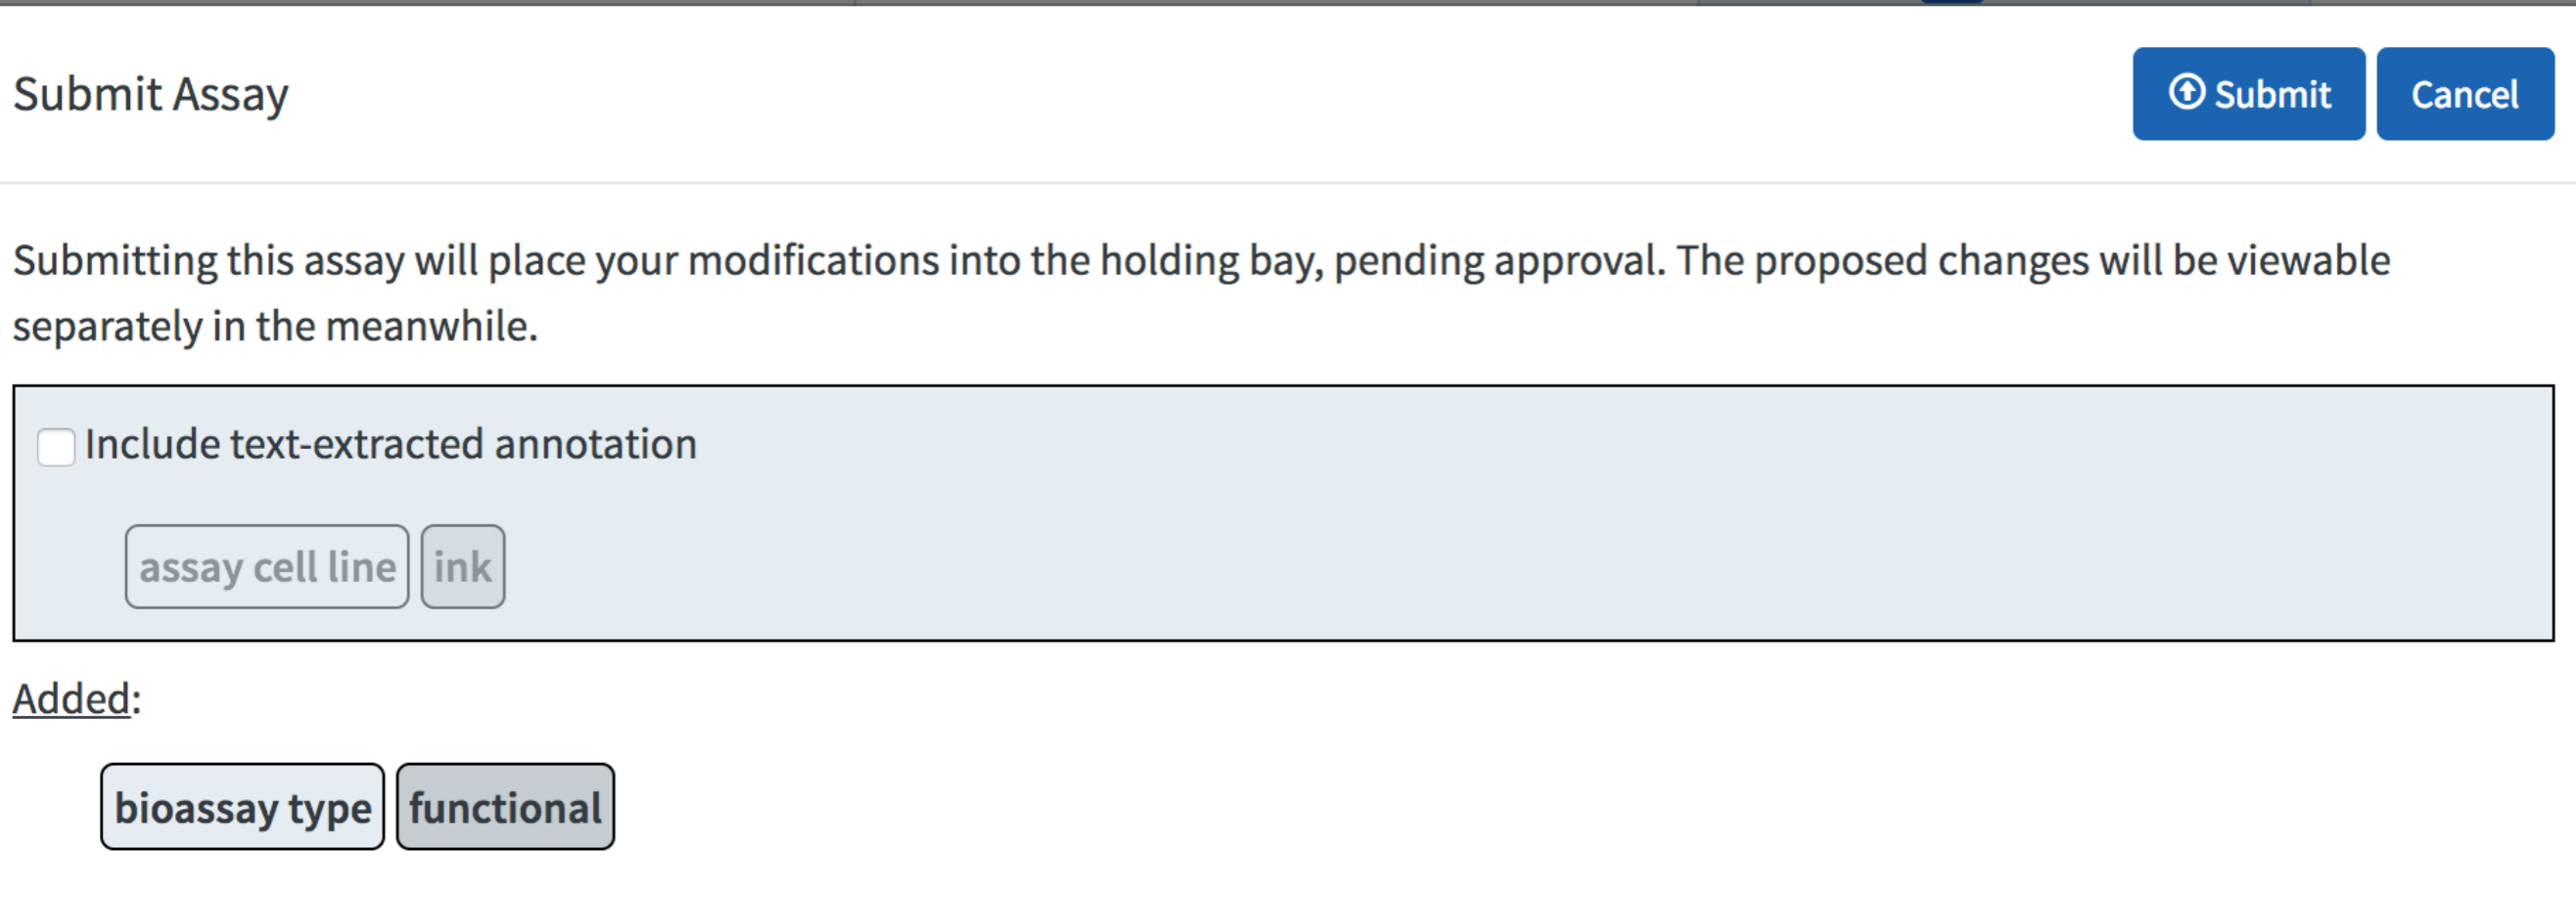 Submit Assay
Submit
Cancel
Submitting this assay will place your modifications into the holding bay, pending approval. The proposed changes will be viewable
separately in the meanwhile.
Include text-extracted annotation
assay cell line ink
Added:
bioassay type functional